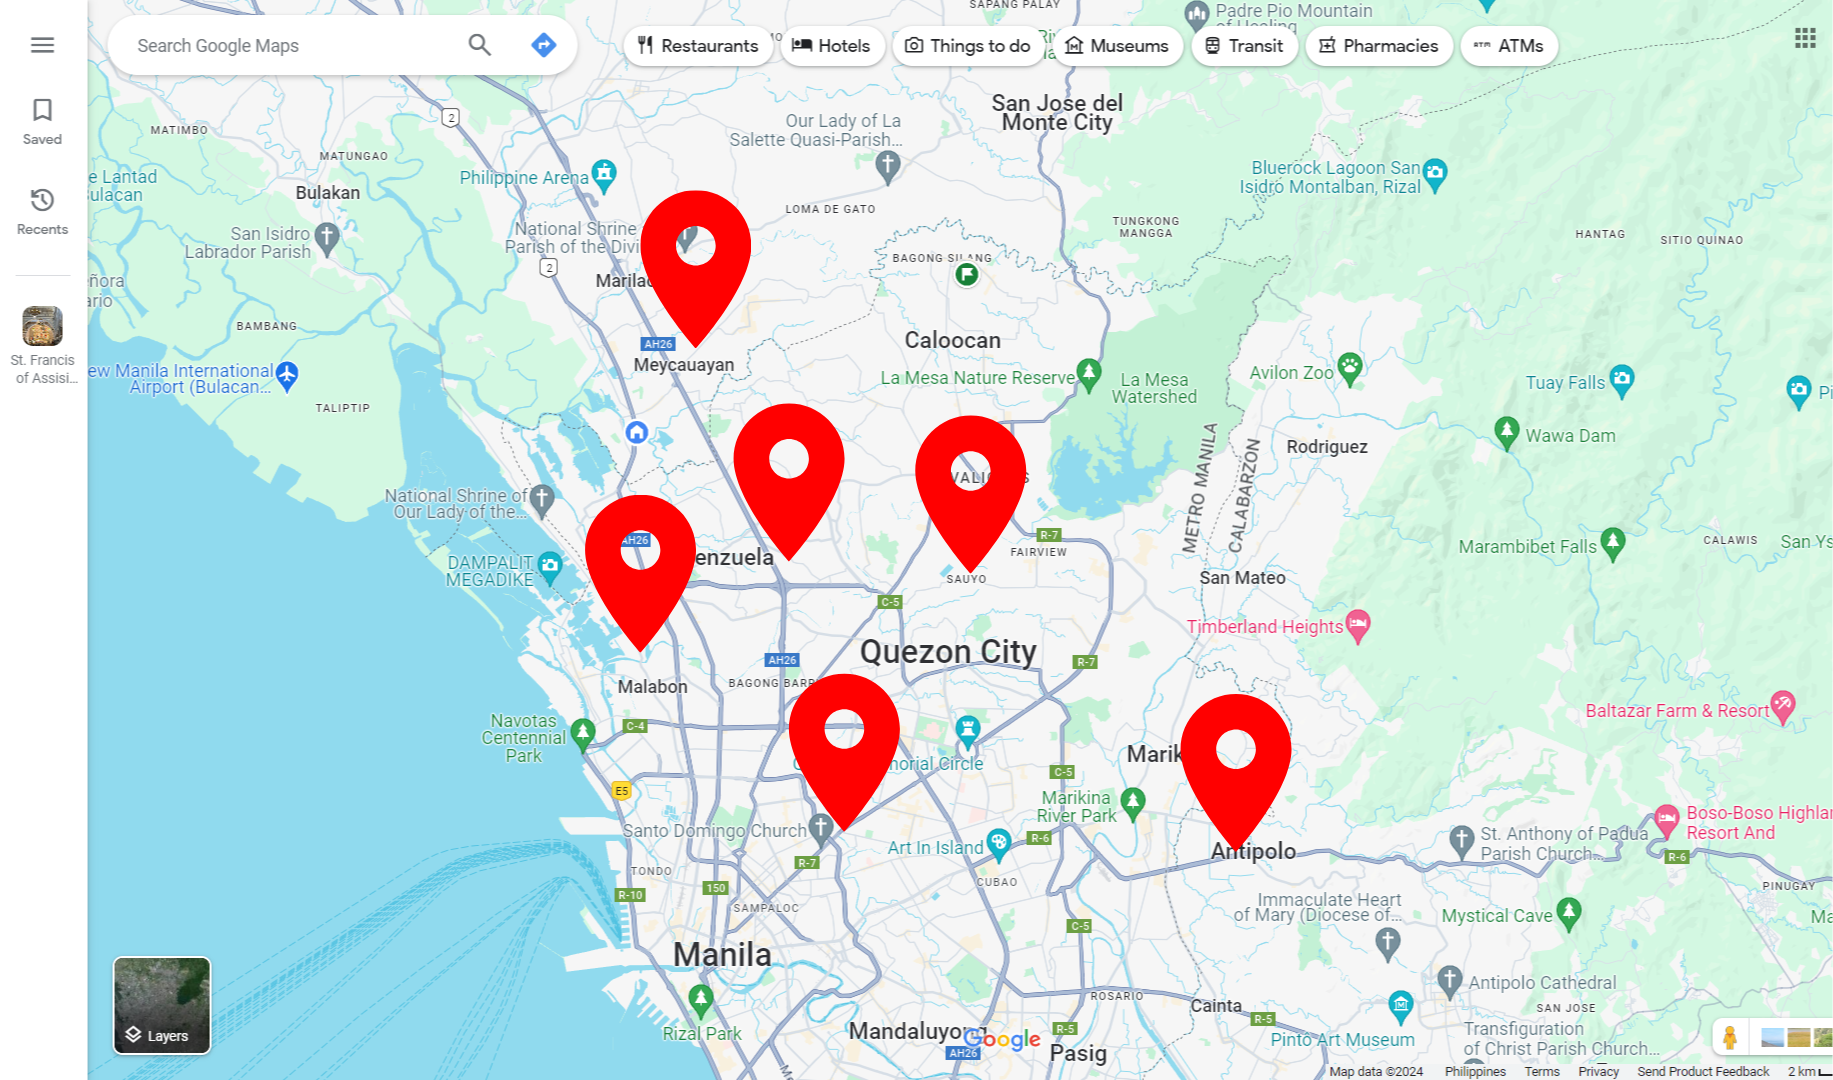 SAPANG PALAY
Padre Pio Mountain
of Healing
Search Google Maps
Restaurants
Hotels
Things to do
Museums
Transit
Pharmacies
ATM
ATMs
Saved
Recents
St. Francis
of Assisi...
2
San Jose del
Monte City
Our Lady of La
Salette Quasi-Parish...
MATIMBO
MATUNGAO
Bulakan
e Lantad
Bulacan
Philippine Arena
Bluerock Lagoon San
Isidro Montalban, Rizal
LOMA DE GATO
TUNGKONG
MANGGA
HANTAG
SITIO QUINAO
San Isidro
Labrador Parish
National Shrine
Parish of the Divi
2
BAGONG SILANG
Marilao
BAMBANG
AH26
Meycauayan
Caloocan
La Mesa Nature Reserve
La Mesa
Watershed
Avilon Zoo
Tuay Falls
Pi
ew Manila International
Airport (Bulacan...
TALIPTIP
Wawa Dam
Rodriguez
METRO MANILA
CALABARZON
National Shrine of
Our Lady of the...
AH26
R-7
FAIRVIEW
SAUYO
Marambibet Falls
CALAWIS
San Ys
DAMPALIT
MEGADIKE
enzuela
San Mateo
C-5
Timberland Heights
Quezon City
AH26
R-7
Malabon
BAGONG BARR
Navotas
Centennial
Park
C-4
Baltazar Farm & Resort
Marik
C
orial Circle
C-5
E5
Marikina
River Park
Santo Domingo Church
Art In Island
R-6
Antipolo
St. Anthony of Padua
Parish Church...
Boso-Boso Highlan
Resort And
R-6
R-7
TONDO
150
CUBAO
PINUGAY
R-10
SAMPALOC
Immaculate Heart
of Mary (Diocese of...
Mystical Cave
Ma
C-5
Manila
Antipolo Cathedral
ROSARIO
Cainta
SAN JOSE
R-5
Rizal Park
Mandaluyong
Google
R-5
AH26
Pasig
Pinto Art Museum
Transfiguration
of Christ Parish Church...
Layers
Map data ©2024
Philippines
Terms
Privacy
Send Product Feedback
2 km